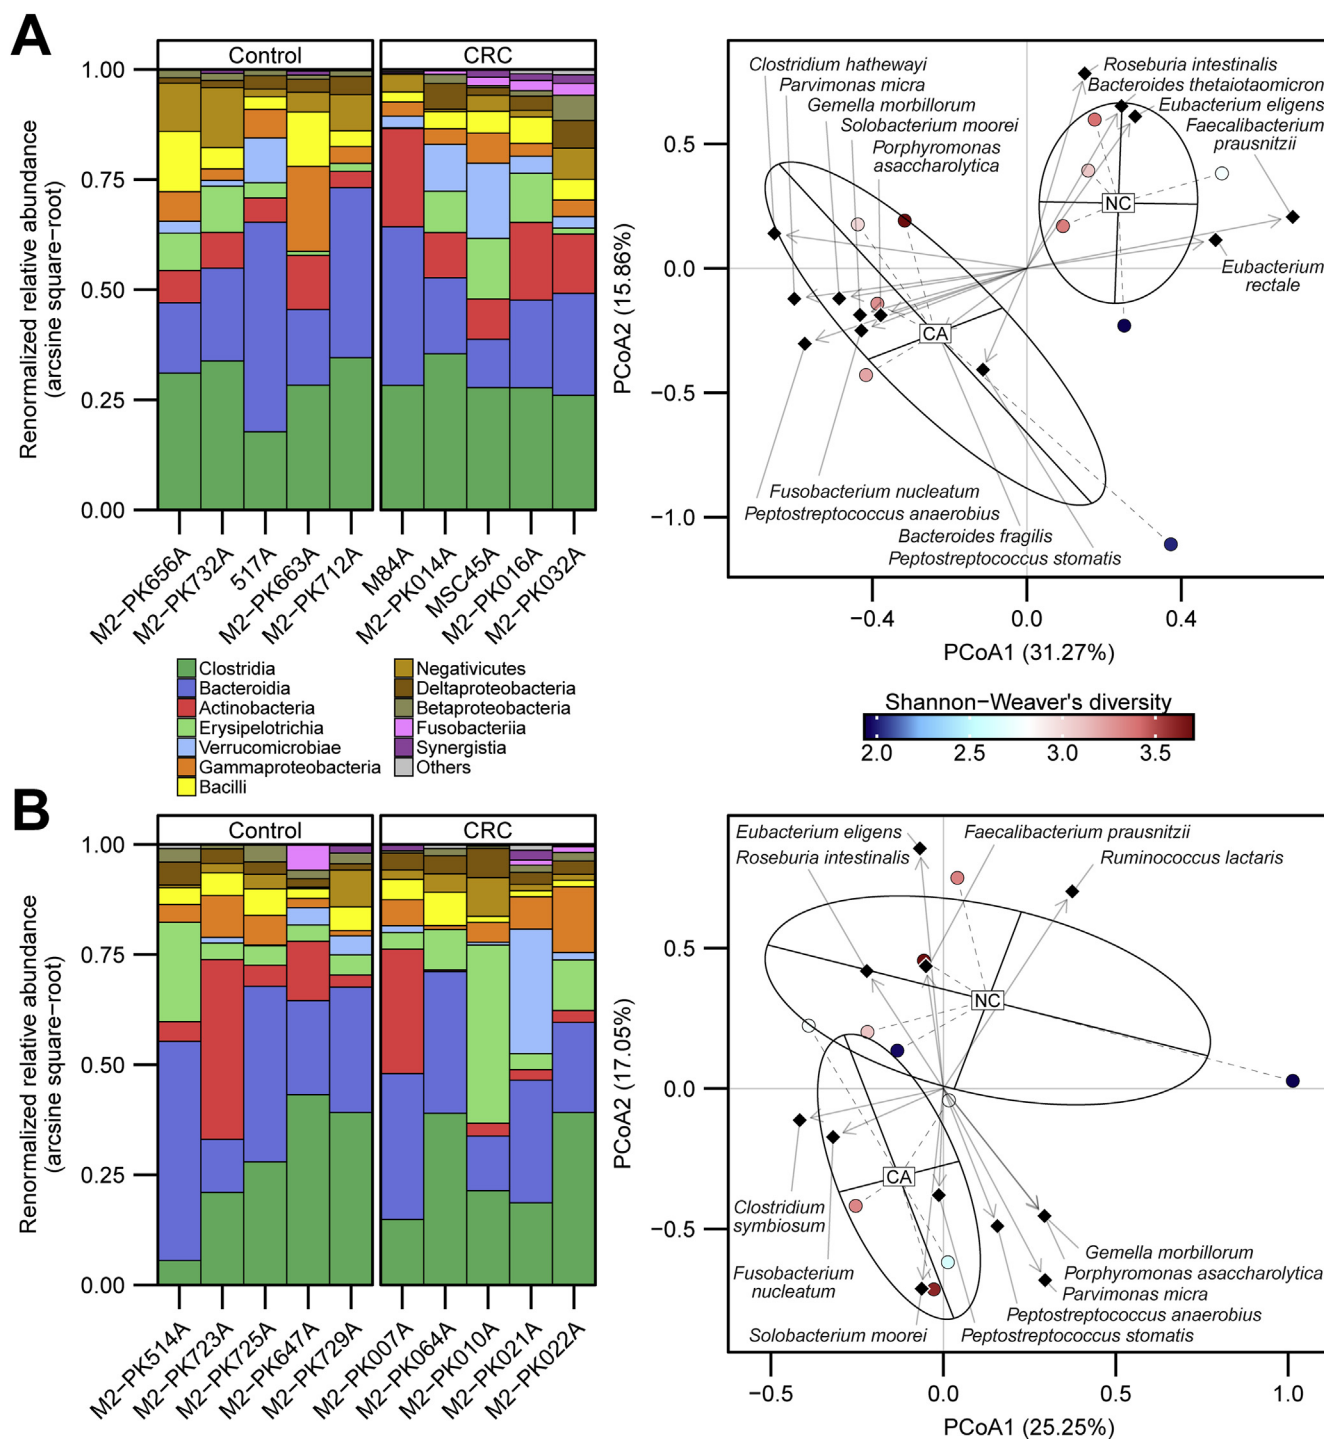 A
Control
CRC
1.00
0.75
0.50
0.25
0.00
Renormalized relative abundance
(arcsine square−root)
M2−PK656A
M2−PK732A
517A
M2−PK663A
M2−PK712A
M84A
M2−PK014A
MSC45A
M2−PK016A
M2−PK032A
Clostridium hathewayi
Parvimonas micra
Gemella morbillorum
Solobacterium moorei
Porphyromonas
asaccharolytica
Roseburia intestinalis
Bacteroides thetaiotaomicron
Eubacterium eligens
Faecalibacterium
prausnitzii
NC
Eubacterium
rectale
CA
Fusobacterium nucleatum
Peptostreptococcus anaerobius
Bacteroides fragilis
Peptostreptococcus stomatis
0.5
0.0
−0.5
−1.0
PCoA2 (15.86%)
−0.4
0.0
0.4
PCoA1 (31.27%)
Clostridia
Bacteroidia
Actinobacteria
Erysipelotrichia
Verrucomicrobiae
Gammaproteobacteria
Bacilli
Negativicutes
Deltaproteobacteria
Betaproteobacteria
Fusobacteriia
Synergistia
Others
Shannon−Weaver's diversity
2.0
2.5
3.0
3.5
B
Control
CRC
1.00
0.75
0.50
0.25
0.00
Renormalized relative abundance
(arcsine square−root)
M2−PK514A
M2−PK723A
M2−PK725A
M2−PK647A
M2−PK729A
M2−PK007A
M2−PK064A
M2−PK010A
M2−PK021A
M2−PK022A
Eubacterium eligens
Roseburia intestinalis
Faecalibacterium prausnitzii
Ruminococcus lactaris
NC
CA
Clostridium
symbiosum
Fusobacterium
nucleatum
Solobacterium moorei
Gemella morbillorum
Porphyromonas asaccharolytica
Parvimonas micra
Peptostreptococcus anaerobius
Peptostreptococcus stomatis
0.5
0.0
−0.5
PCoA2 (17.05%)
−0.5
0.0
0.5
1.0
PCoA1 (25.25%)